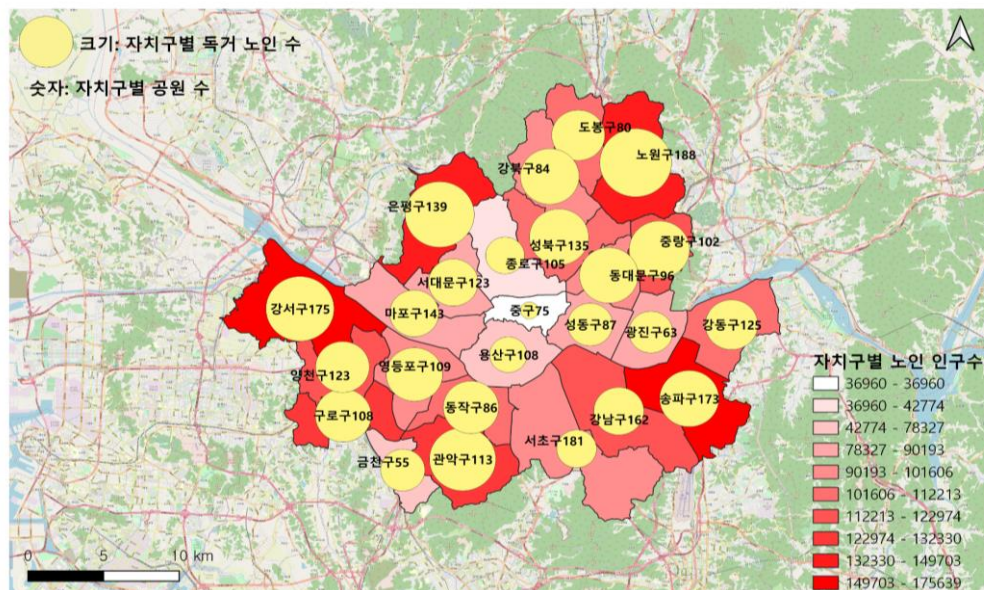 크기: 자치구별 독거 노인 수
숫자: 자치구별 공원 수
도봉구80
노원구188
강북구84
은평구139
성북구135
중랑구102
종로구105
동대문구96
서대문구123
강서구175
마포구143
중구75
성동구87
광진구63
강동구125
용산구108
양천구123
영등포구109
자치구별 노인 인구수
36960 - 36960
36960 - 42774
42774 - 78327
78327 - 90193
90193 - 101606
101606 - 112213
112213 - 122974
122974 - 132330
132330 - 149703
149703 - 175639
송파구173
구로구108
동작구86
강남구162
서초구181
관악구113
금천구55
0 5 10 km